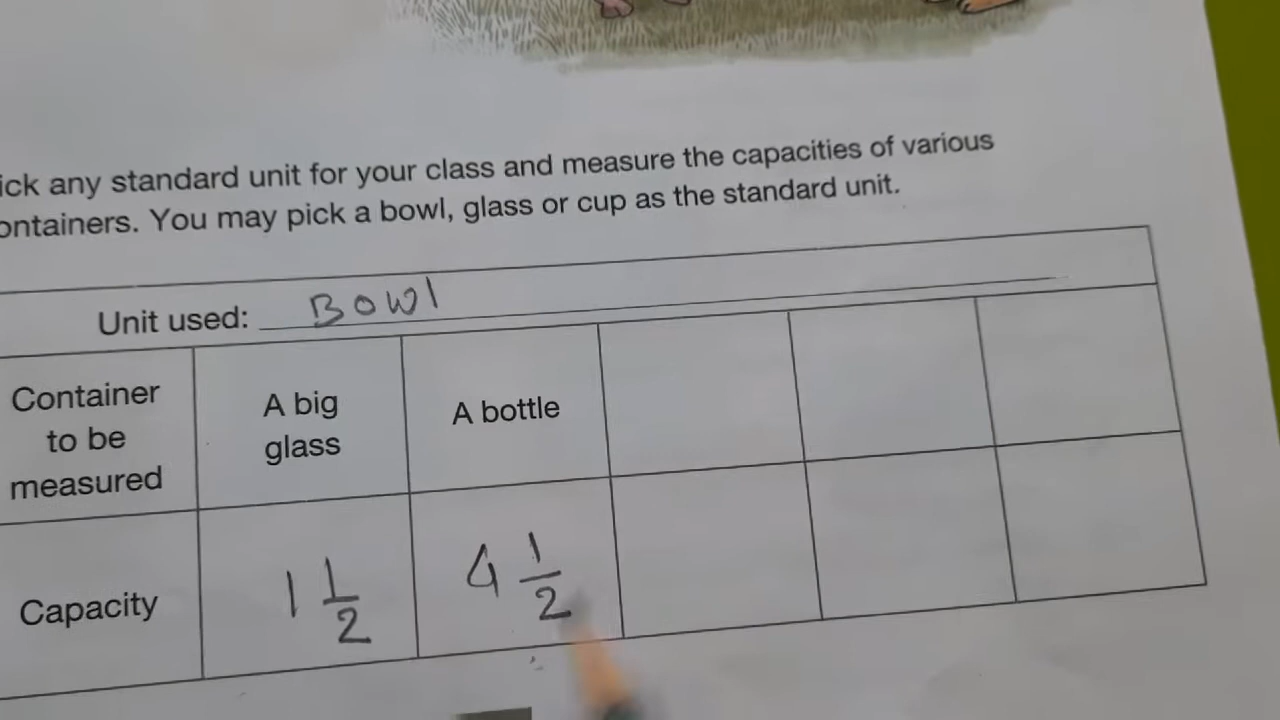 ick any standard unit for your class and measure the capacities of various
ontainers. You may pick a bowl, glass or cup as the standard unit.
Unit used: Bowl
Container
to be
measured
A big
glass
A bottle
Capacity
1 1/2
4 1/2